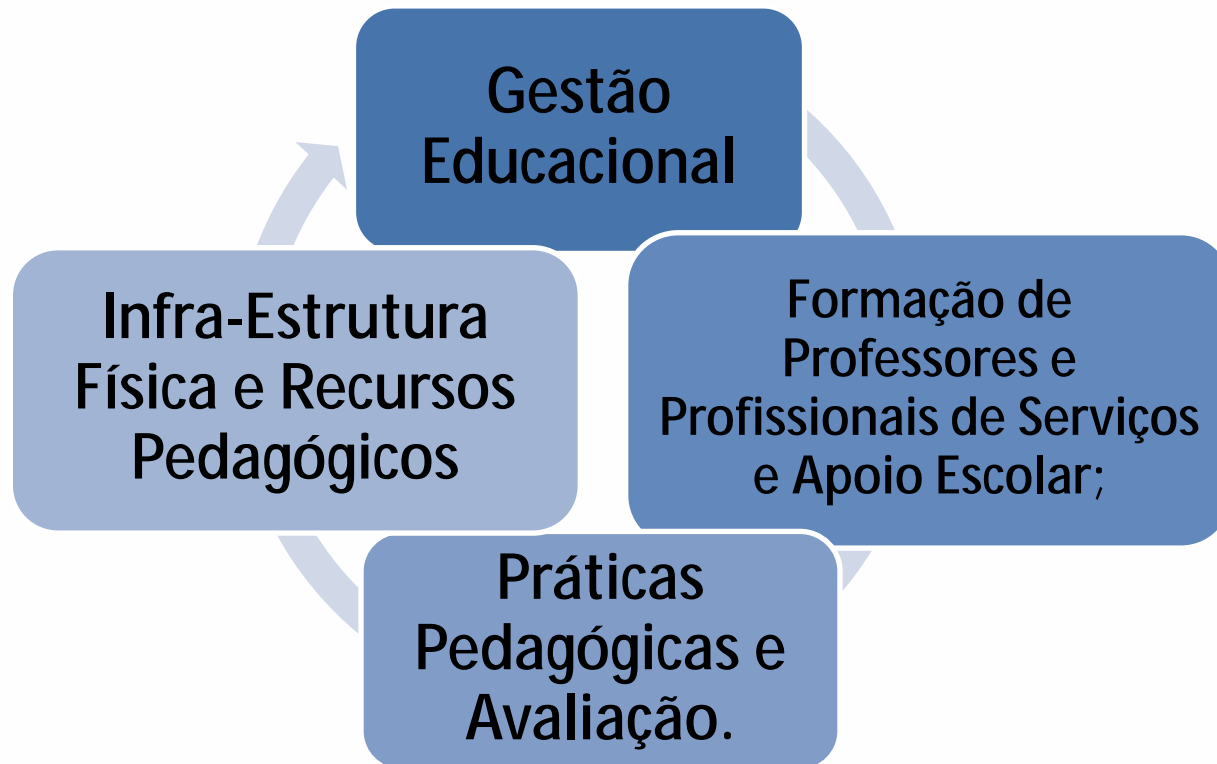 Gestão
Educacional
Formação de
Professores e
Profissionais de Serviços
e Apoio Escolar;
Práticas
Pedagógicas e
Avaliação.
Infra-Estrutura
Física e Recursos
Pedagógicos